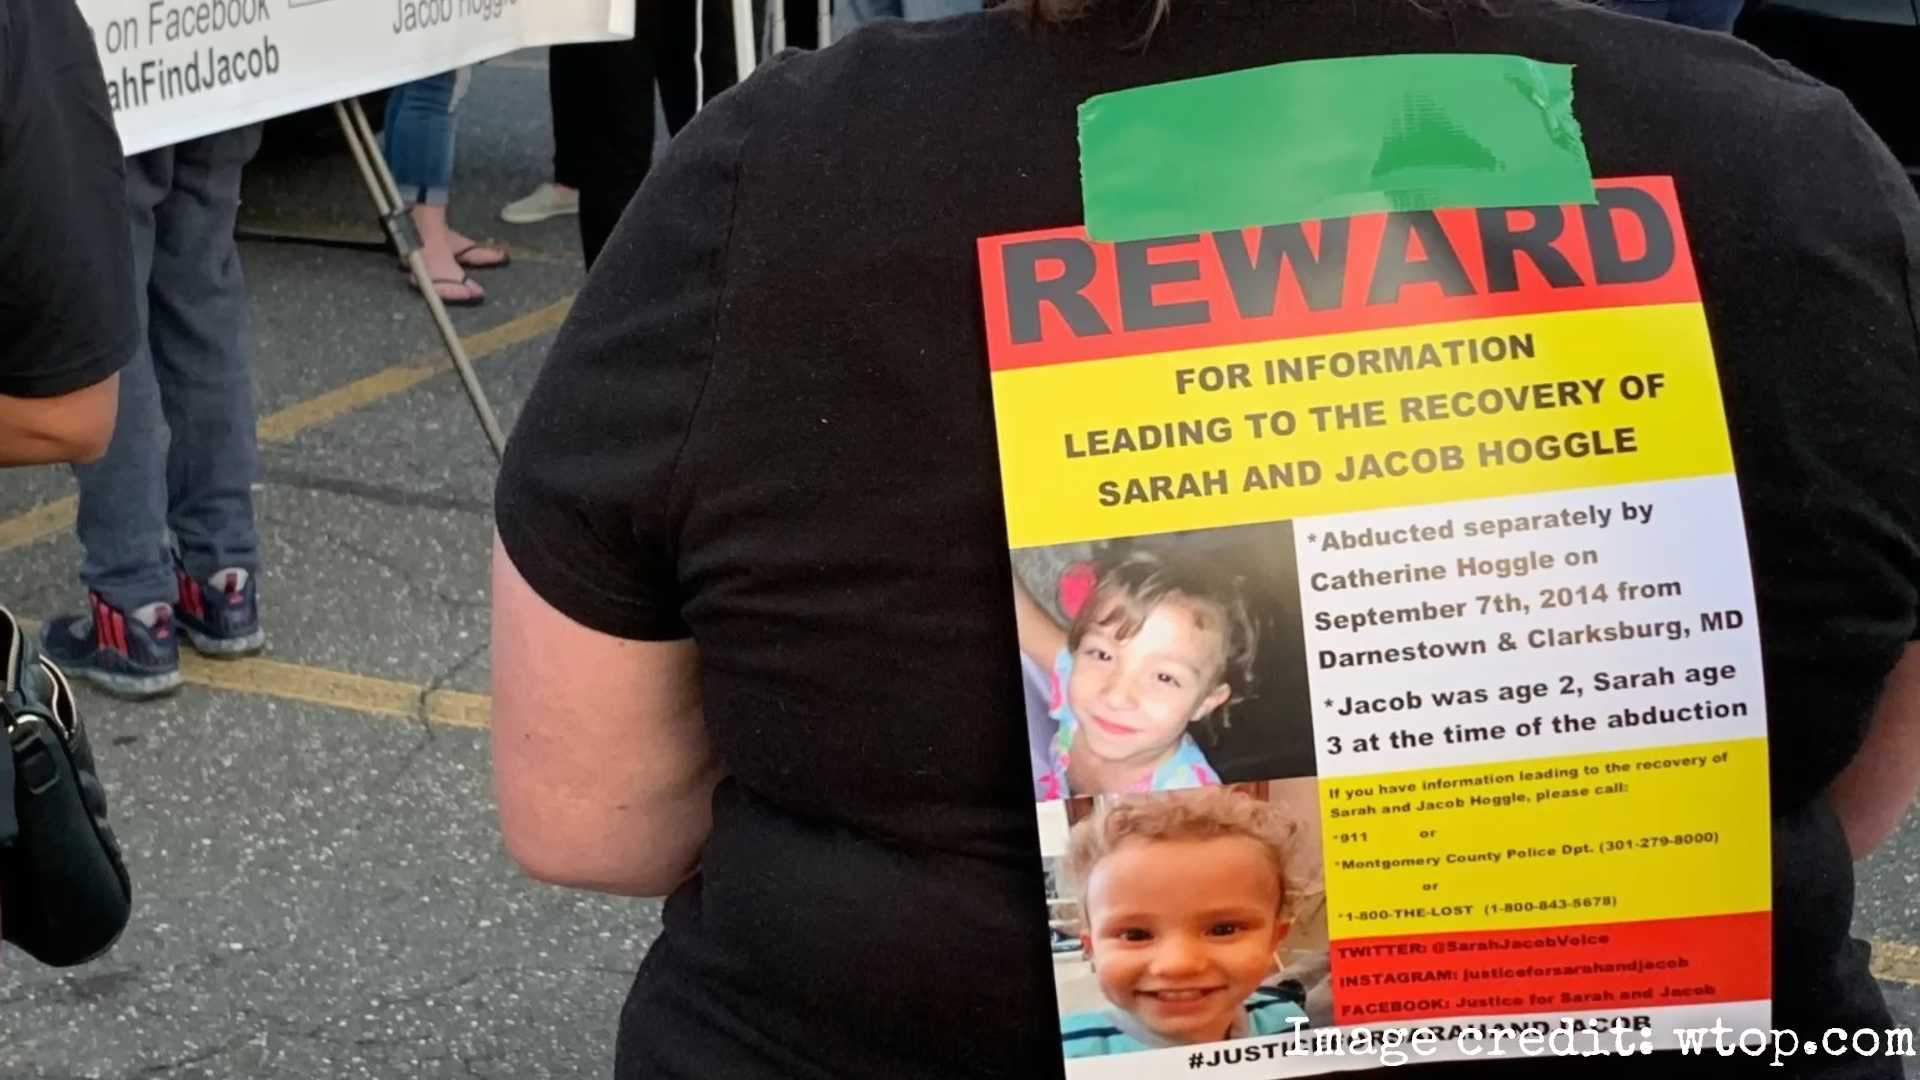 on Facebook
ahFindJacob
Jacob Hoggle
REWARD
FOR INFORMATION
LEADING TO THE RECOVERY OF
SARAH AND JACOB HOGGLE
*Abducted separately by
Catherine Hoggle on
September 7th, 2014 from
Darnestown & Clarksburg, MD
*Jacob was age 2, Sarah age
3 at the time of the abduction
If you have information leading to the recovery of
Sarah and Jacob Hoggle, please call:
*911 or
*Montgomery County Police Dpt. (301-279-8000)
or
*1-800-THE-LOST (1-800-843-5678)
TWITTER: @SarahJacobVoice
INSTAGRAM: justiceforsarahandjacob
FACEBOOK: Justice for Sarah and Jacob
#JUSTICEFORSARAHANDJACOB
Image credit: wtop.com